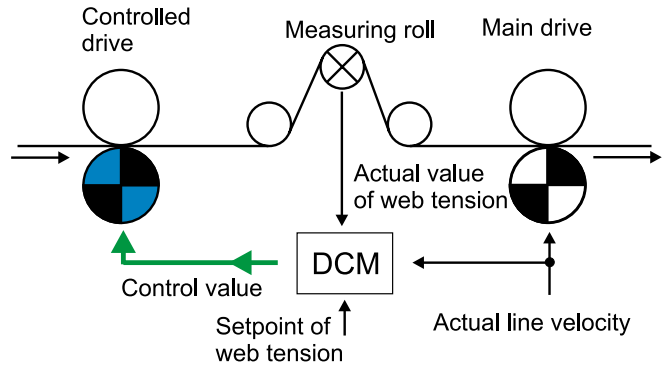 Controlled
drive
Measuring roll
Main drive
Actual value
of web tension
DCM
Control value
Setpoint of
web tension
Actual line velocity